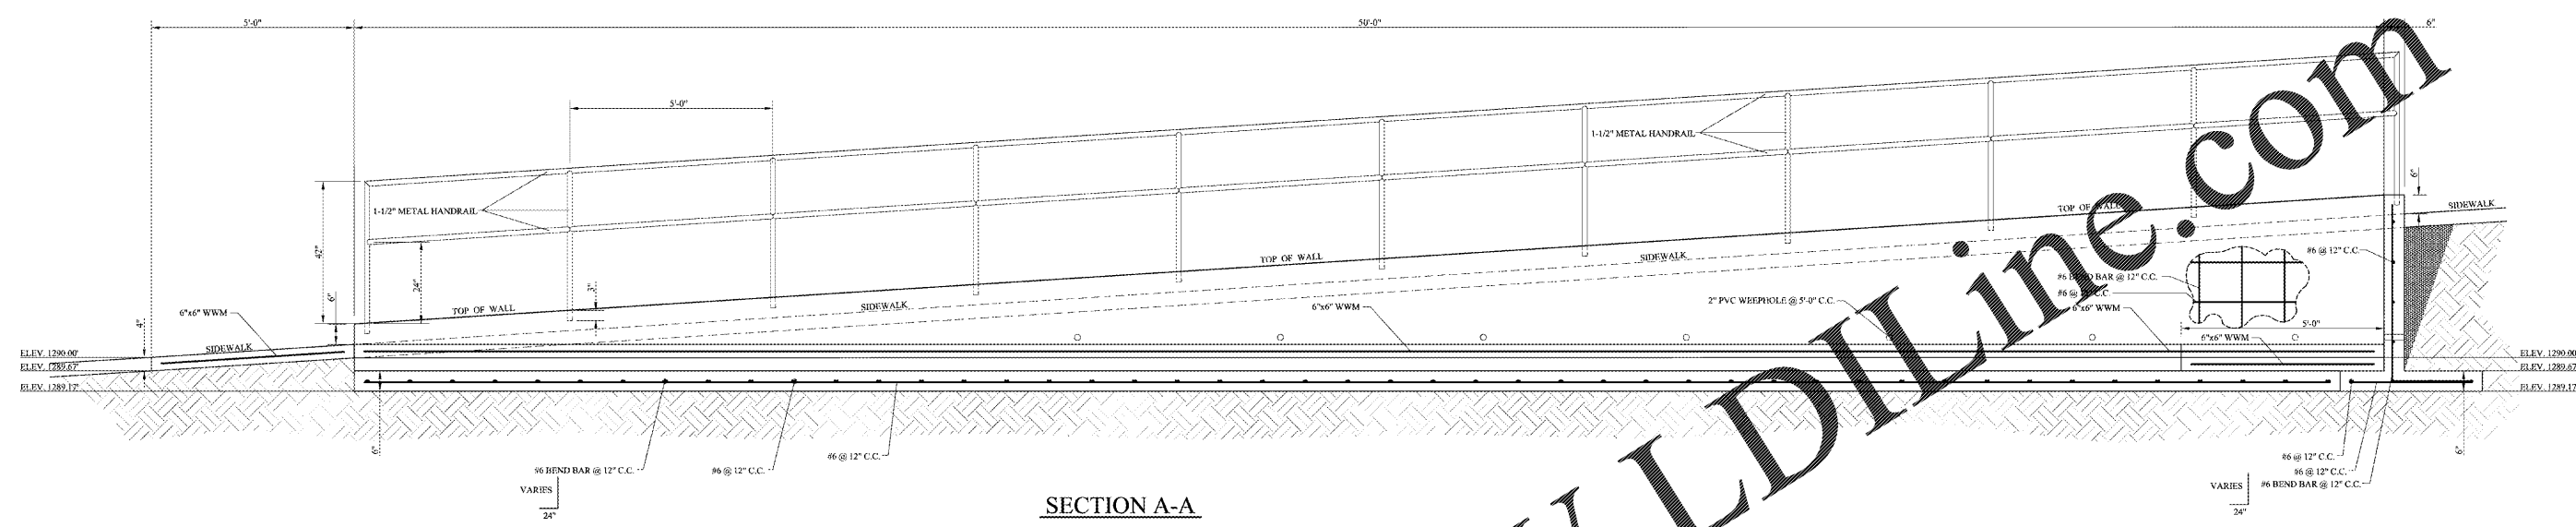 5'-0"
50'-0"
6"
5'-0"
1-1/2" METAL HANDRAIL
1-1/2" METAL HANDRAIL
42"
24"
6"
3"
6"
4"
TOP OF WALL
TOP OF WALL
TOP OF WALL
SIDEWALK
SIDEWALK
SIDEWALK
SIDEWALK
6"x6" WWM
6"x6" WWM
2" PVC WEEPHOLE @ 5'-0" C.C.
#6 @ 12" C.C.
#6 BEND BAR @ 12" C.C.
#6 @ 12" C.C.
6"x6" WWM
5'-0"
6"x6" WWM
ELEV. 1290.00'
ELEV. 1289.67'
ELEV. 1289.17'
ELEV. 1290.00
ELEV. 1289.67
ELEV. 1289.17
6"
6"
#6 BEND BAR @ 12" C.C.
#6 @ 12" C.C.
#6 @ 12" C.C.
VARIES
24"
#6 @ 12" C.C.
#6 @ 12" C.C.
#6 BEND BAR @ 12" C.C.
VARIES
24"
SECTION A-A
LDILine.com